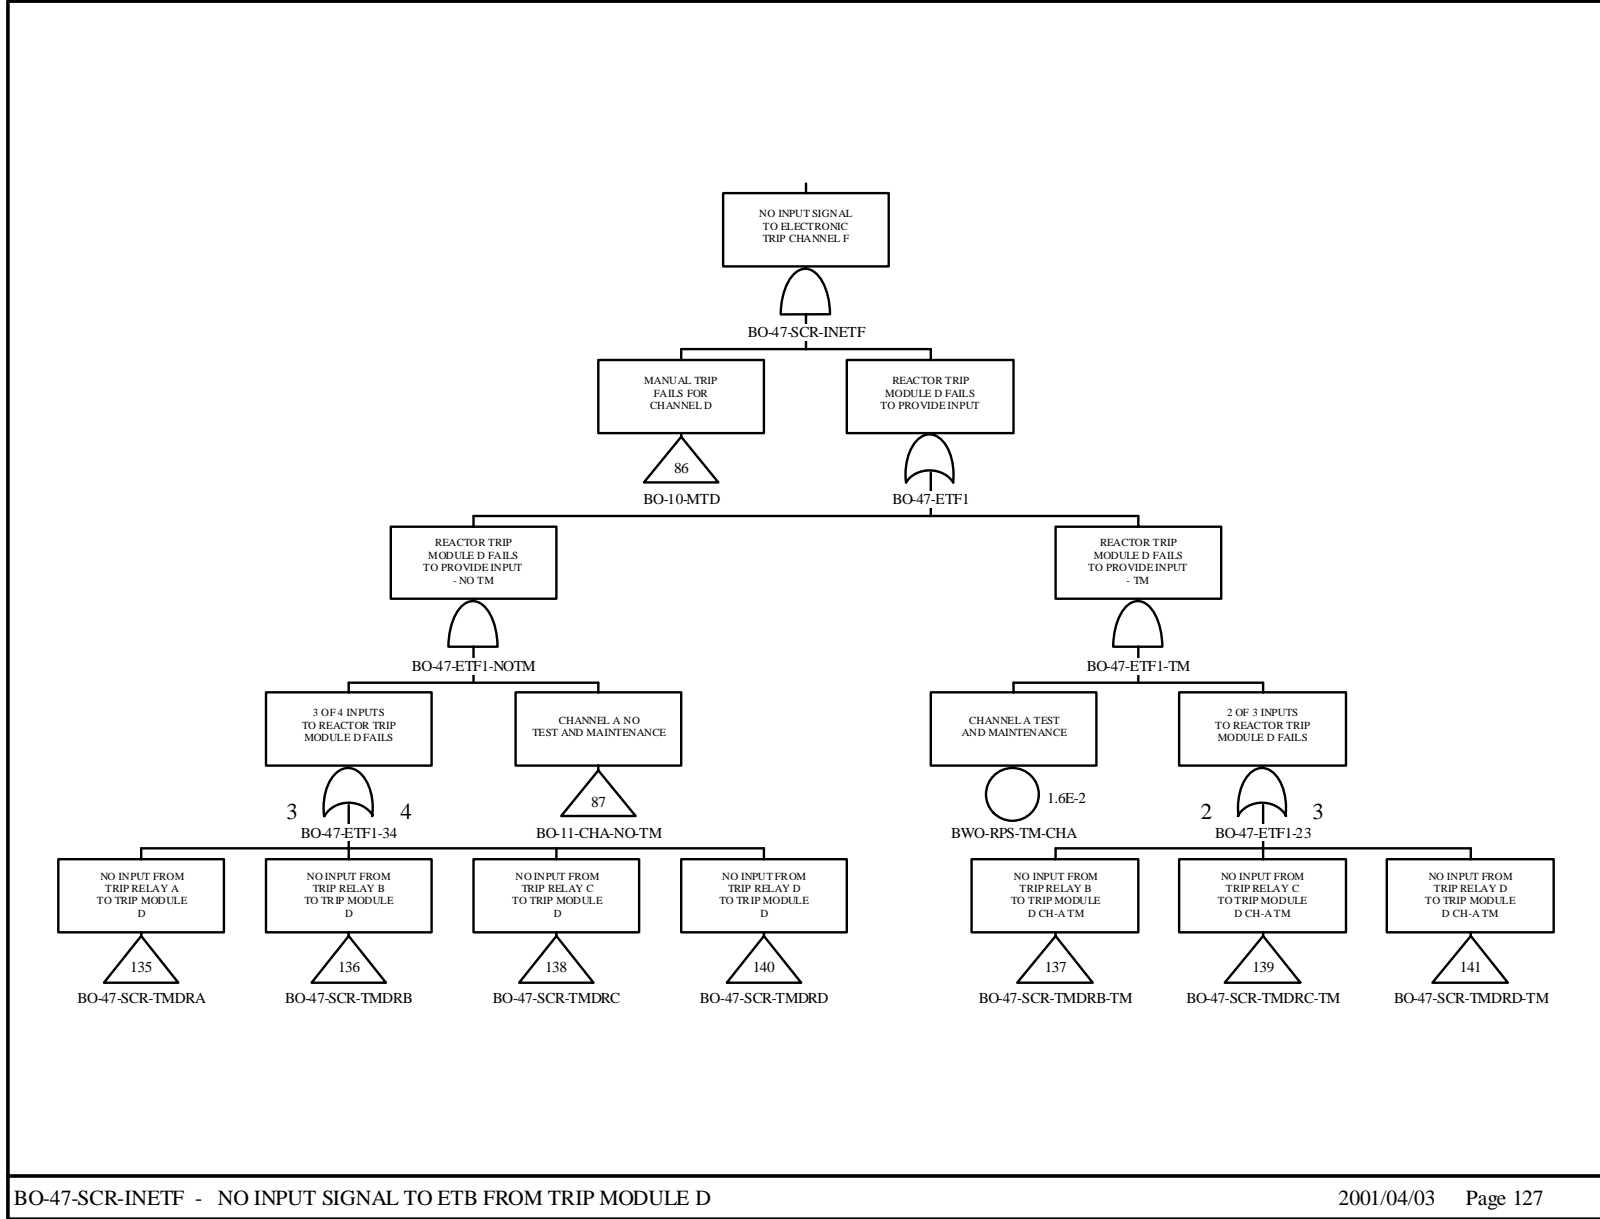 NO INPUT SIGNAL
TO ELECTRONIC
TRIP CHANNEL F
BO-47-SCR-INETF
MANUAL TRIP
FAILS FOR
CHANNEL D
86
BO-10-MTD
REACTOR TRIP
MODULE D FAILS
TO PROVIDE INPUT
BO-47-ETF1
REACTOR TRIP
MODULE D FAILS
TO PROVIDE INPUT
- NO TM
BO-47-ETF1-NOTM
REACTOR TRIP
MODULE D FAILS
TO PROVIDE INPUT
- TM
BO-47-ETF1-TM
3 OF 4 INPUTS
TO REACTOR TRIP
MODULE D FAILS
3 4
BO-47-ETF1-34
CHANNEL A NO
TEST AND MAINTENANCE
87
BO-11-CHA-NO-TM
CHANNEL A TEST
AND MAINTENANCE
1.6E-2
BWO-RPS-TM-CHA
2 OF 3 INPUTS
TO REACTOR TRIP
MODULE D FAILS
2 3
BO-47-ETF1-23
NO INPUT FROM
TRIP RELAY A
TO TRIP MODULE
D
135
BO-47-SCR-TMDRA
NO INPUT FROM
TRIP RELAY B
TO TRIP MODULE
D
136
BO-47-SCR-TMDRB
NO INPUT FROM
TRIP RELAY C
TO TRIP MODULE
D
138
BO-47-SCR-TMDRC
NO INPUT FROM
TRIP RELAY D
TO TRIP MODULE
D
140
BO-47-SCR-TMDRD
NO INPUT FROM
TRIP RELAY B
TO TRIP MODULE
D CH-A TM
137
BO-47-SCR-TMDRB-TM
NO INPUT FROM
TRIP RELAY C
TO TRIP MODULE
D CH-A TM
139
BO-47-SCR-TMDRC-TM
NO INPUT FROM
TRIP RELAY D
TO TRIP MODULE
D CH-A TM
141
BO-47-SCR-TMDRD-TM
BO-47-SCR-INETF - NO INPUT SIGNAL TO ETB FROM TRIP MODULE D
2001/04/03 Page 127